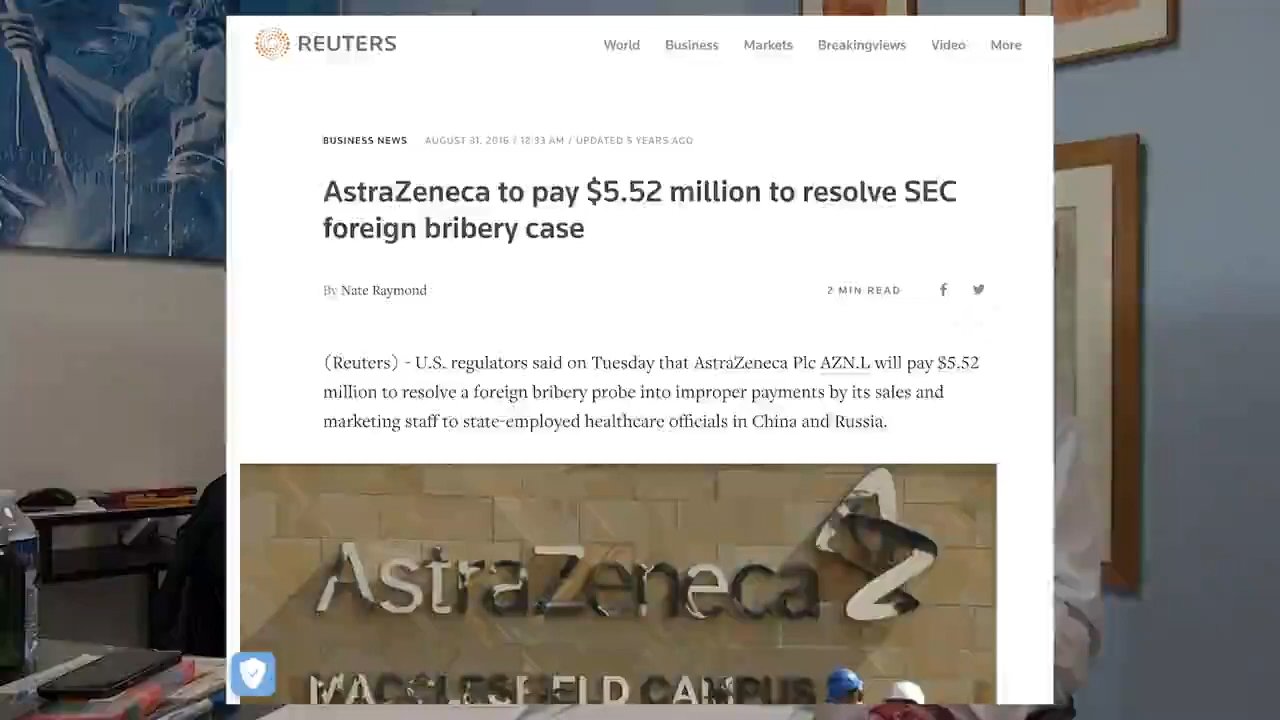 REUTERS
World Business Markets Breakingviews Video More
BUSINESS NEWS AUGUST 31, 2016 / 12:33 AM / UPDATED 5 YEARS AGO
AstraZeneca to pay $5.52 million to resolve SEC
foreign bribery case
By Nate Raymond
2 MIN READ
(Reuters) - U.S. regulators said on Tuesday that AstraZeneca Plc AZN.L will pay $5.52
million to resolve a foreign bribery probe into improper payments by its sales and
marketing staff to state-employed healthcare officials in China and Russia.
AstraZeneca
MACCLESFIELD CAMPUS